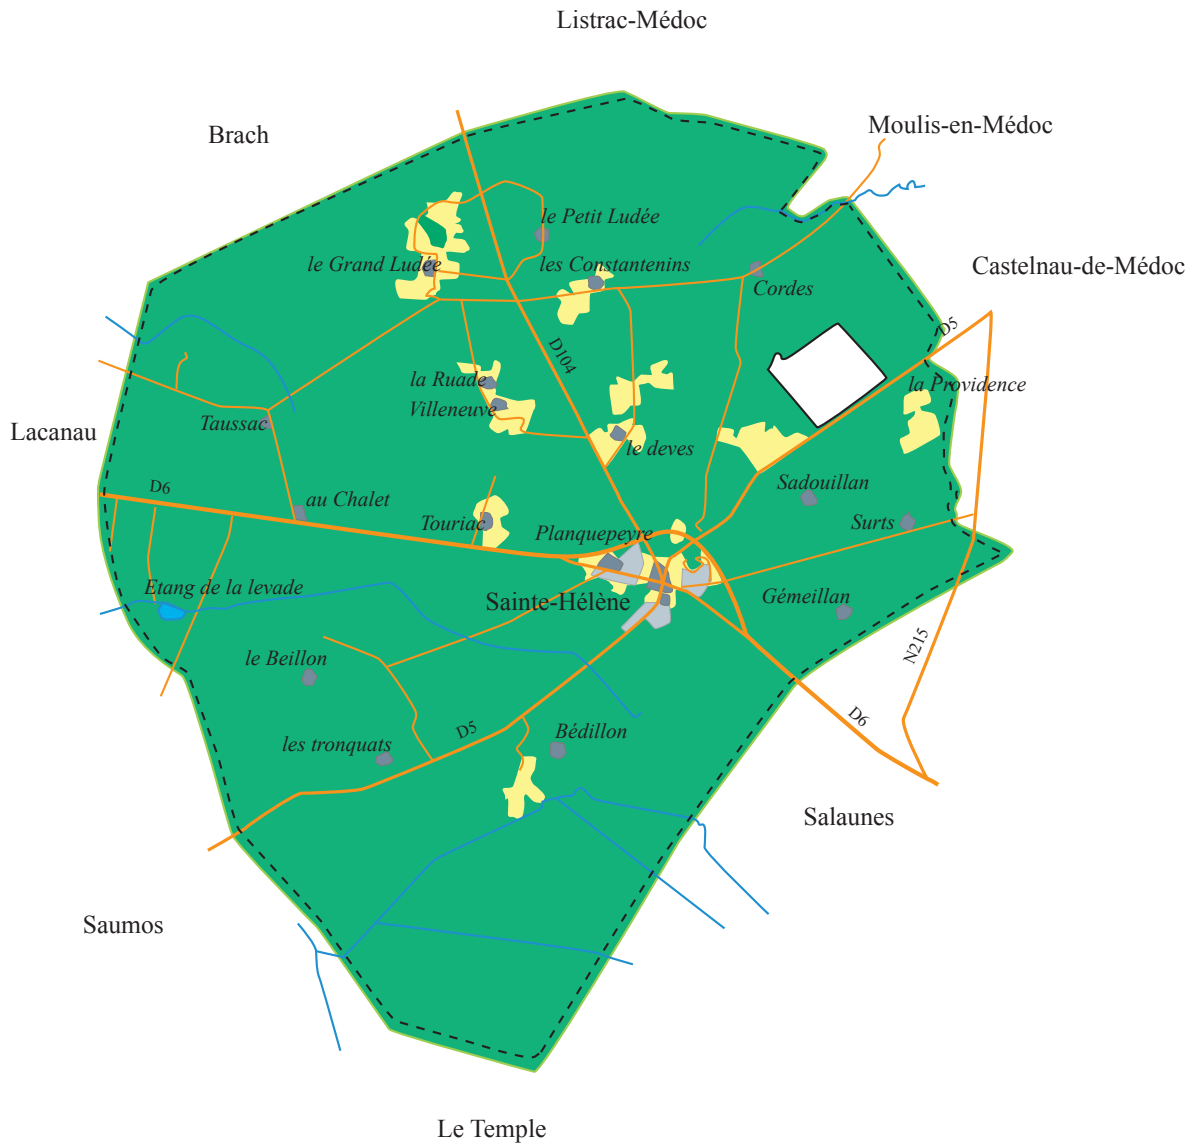 Listrac-Médoc
Moulis-en-Médoc
Brach
le Petit Ludée
le Grand Ludée
les Constantenins
Castelnau-de-Médoc
Cordes
D5
D104
la Ruade
la Providence
Villeneuve
Taussac
Lacanau
le deves
D6
au Chalet
Sadouillan
Touriac
Surts
Planquepeyre
Etang de la levade
Sainte-Hélène
Gémeillan
N215
le Beillon
D6
D5
Bédillon
les tronquats
Salaunes
Saumos
Le Temple